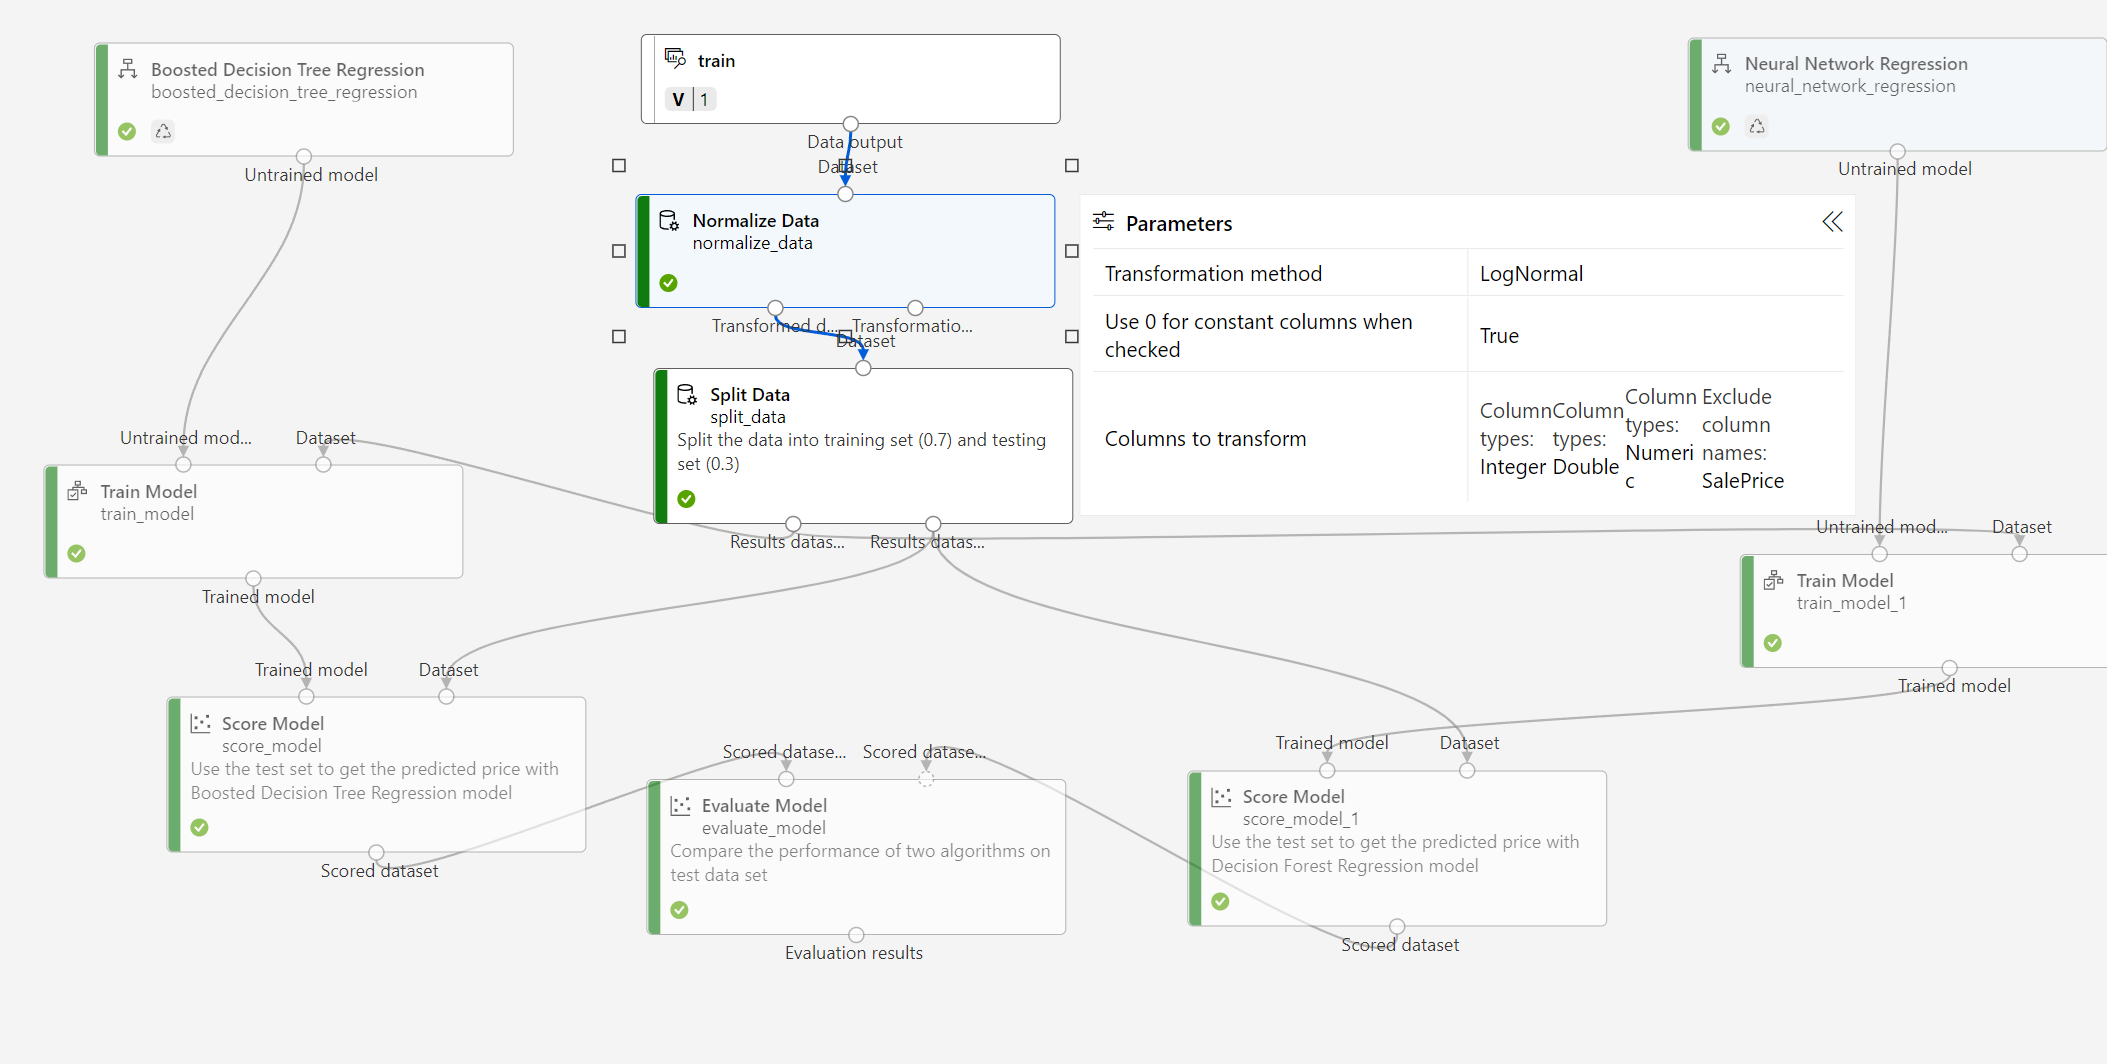 Boosted Decision Tree Regression
boosted_decision_tree_regression
Untrained model
train
V 1
Data output
Dataset
Neural Network Regression
neural_network_regression
Untrained model
Normalize Data
normalize_data
Transformed d...
Transformatio...
Parameters
Transformation method
LogNormal
Use 0 for constant columns when
checked
True
Columns to transform
Column
types:
Integer
Column
types:
Double
Column
types:
Numeri
c
Exclude
column
names:
SalePrice
Dataset
Split Data
split_data
Split the data into training set (0.7) and testing
set (0.3)
Results datas...
Results datas...
Untrained mod...
Dataset
Train Model
train_model
Trained model
Untrained mod...
Dataset
Train Model
train_model_1
Trained model
Trained model
Dataset
Score Model
score_model
Use the test set to get the predicted price with
Boosted Decision Tree Regression model
Scored dataset
Scored datase...
Scored datase...
Evaluate Model
evaluate_model
Compare the performance of two algorithms on
test data set
Evaluation results
Trained model
Dataset
Score Model
score_model_1
Use the test set to get the predicted price with
Decision Forest Regression model
Scored dataset